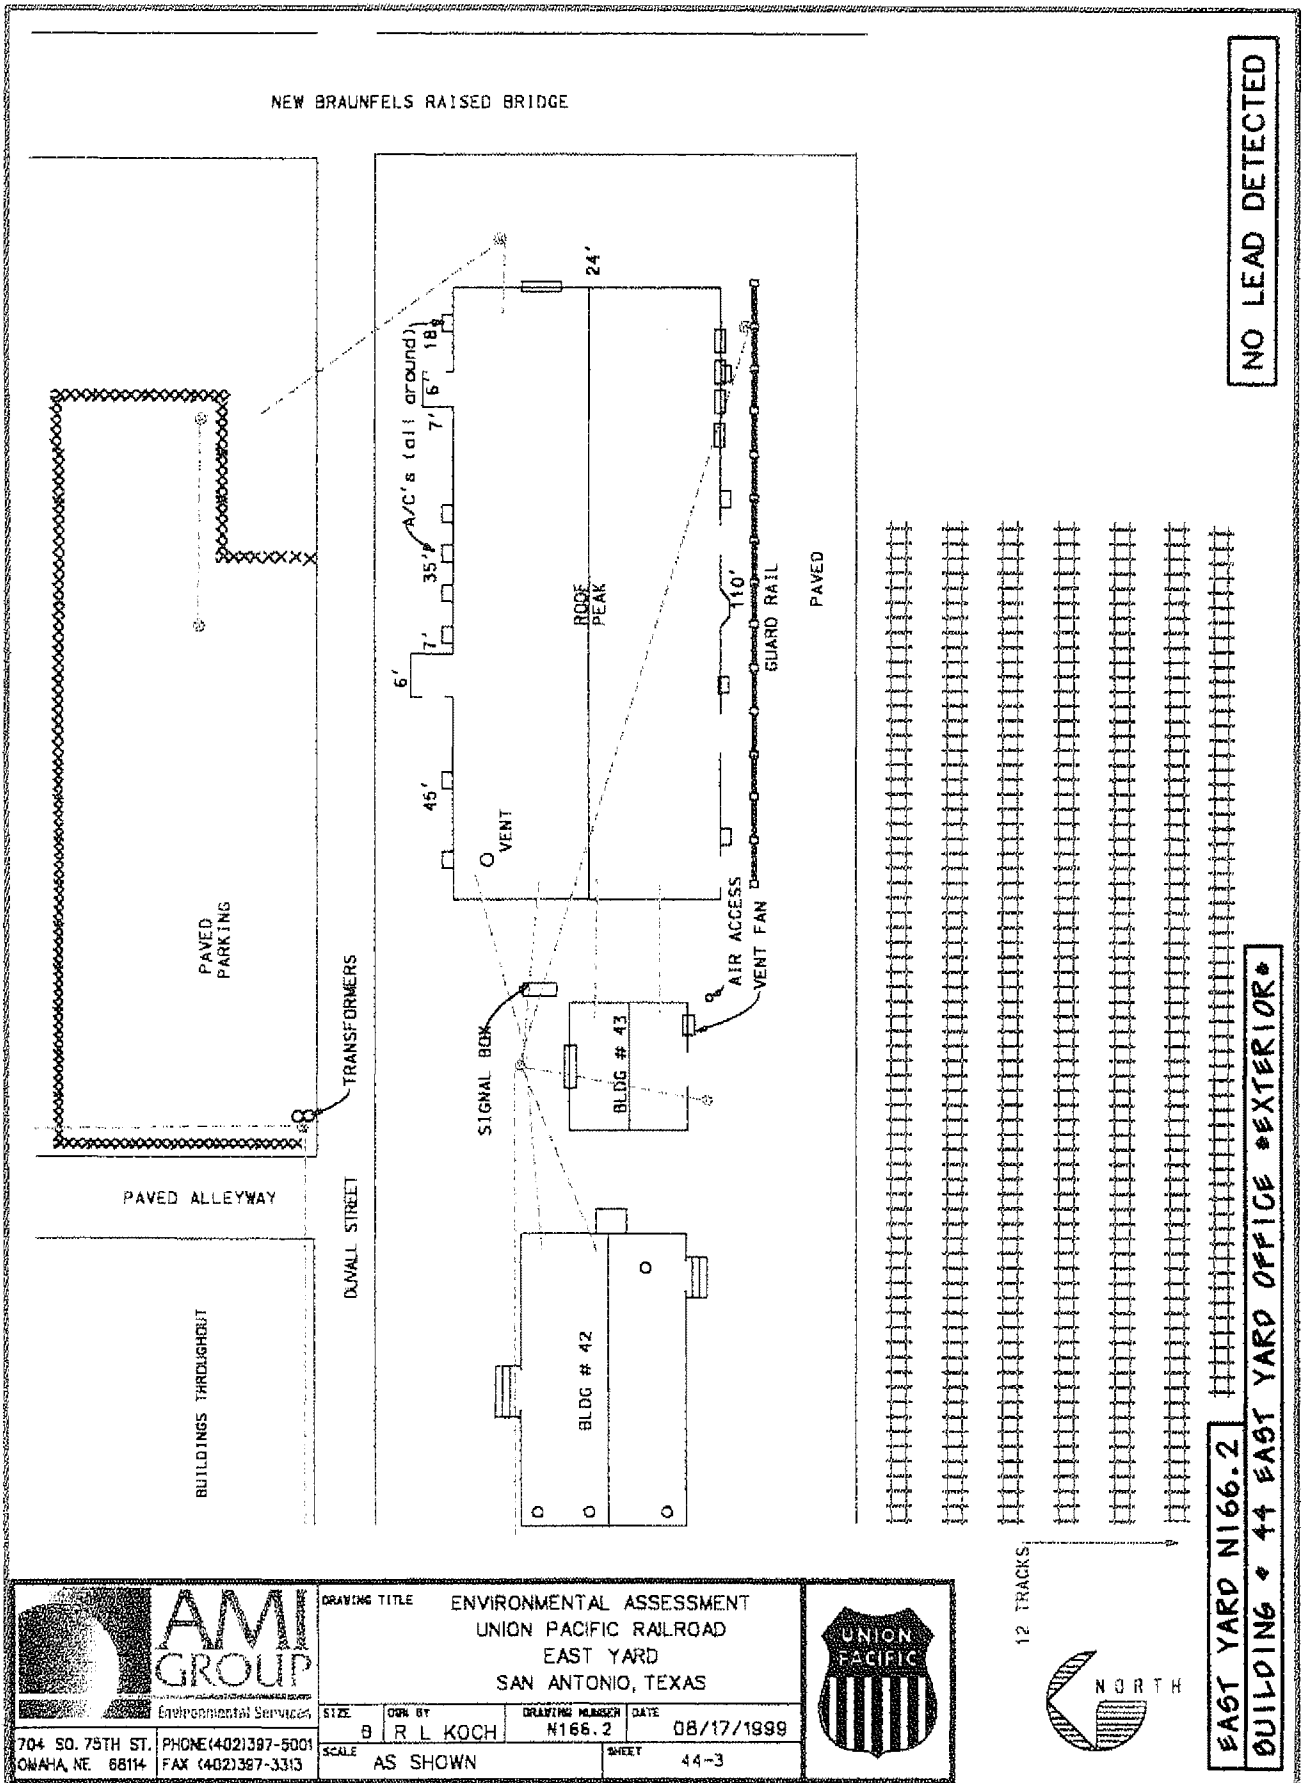 NEW BRAUNFELS RAISED BRIDGE
NO LEAD DETECTED
24'
A/C's (all around)
18'
6'
7'
35'
7'
6'
45'
ROOF
PEAK
110'
GUARD RAIL
PAVED
VENT
PAVED
PARKING
TRANSFORMERS
SIGNAL BOX
AIR ACCESS
VENT FAN
BLDG # 43
PAVED ALLEYWAY
DUVALL STREET
BUILDINGS THROUGHOUT
BLDG # 42
12 TRACKS
NORTH
EAST YARD N166.2
BUILDING * 44 EAST YARD OFFICE *EXTERIOR*
AMI
GROUP
Environmental Services
704 SO. 75TH ST.
OMAHA, NE. 68114
PHONE(402)397-5001
FAX (402)397-3313
DRAWING TITLE
ENVIRONMENTAL ASSESSMENT
UNION PACIFIC RAILROAD
EAST YARD
SAN ANTONIO, TEXAS
SIZE
B
DWN BY
R L KOCH
DRAWING NUMBER
N166.2
DATE
08/17/1999
SCALE
AS SHOWN
SHEET
44-3
UNION
PACIFIC